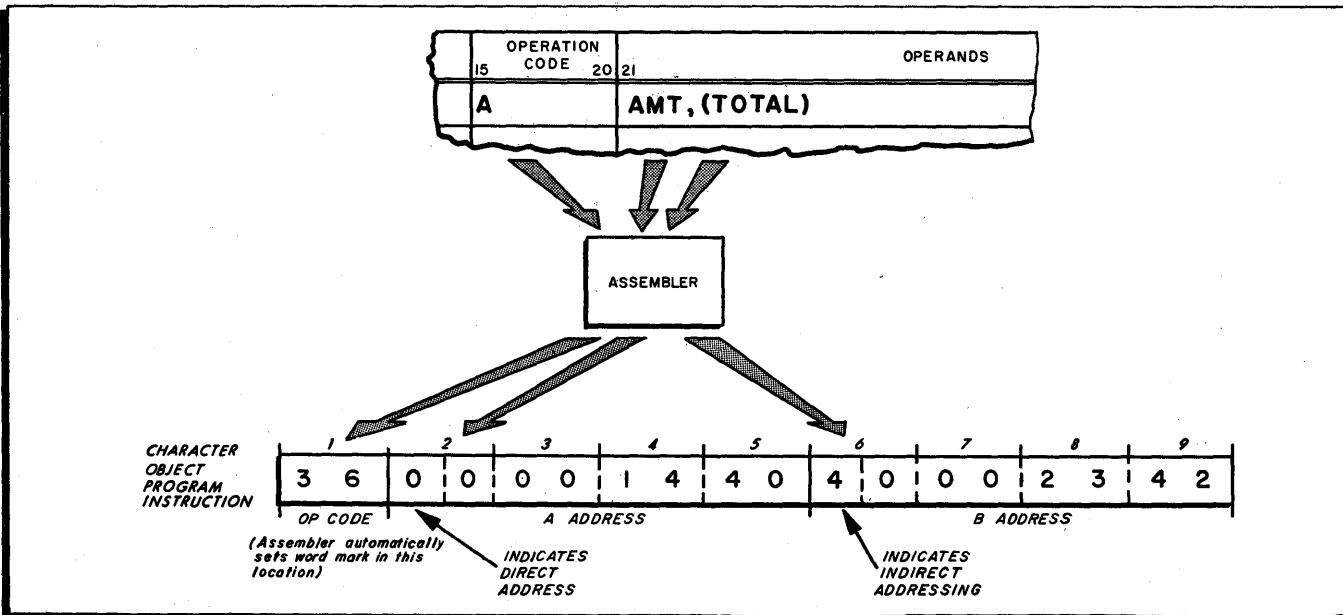 OPERATION
CODE
OPERANDS
15 20 21
A AMT, (TOTAL)
ASSEMBLER
CHARACTER 1 2 3 4 5 6 7 8 9
OBJECT
PROGRAM
INSTRUCTION
3 6 0 0 0 0 1 4 4 0 4 0 0 0 2 3 4 2
OP CODE A ADDRESS B ADDRESS
(Assembler automatically
sets word mark in this
location)
INDICATES
DIRECT
ADDRESS
INDICATES
INDIRECT
ADDRESSING